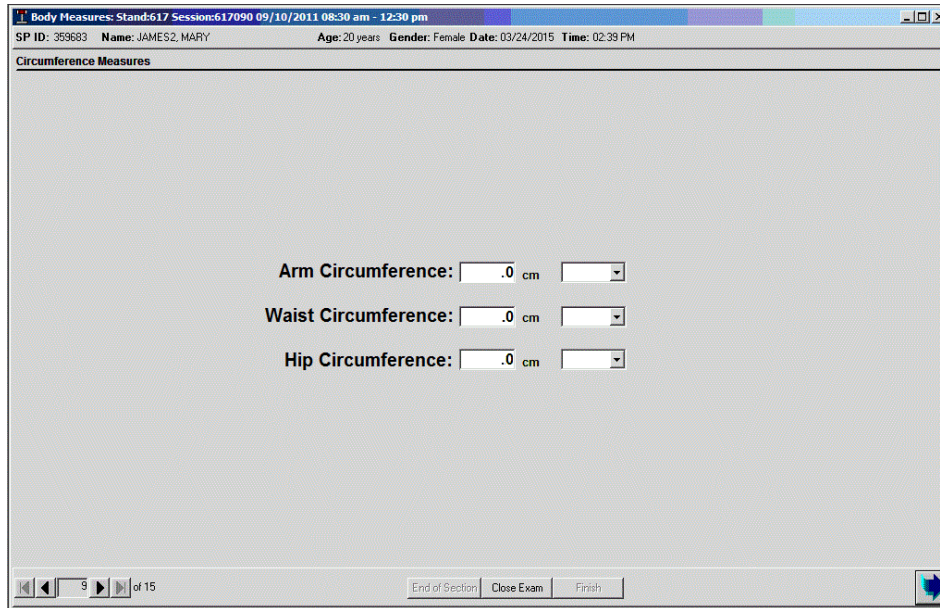 Body Measures: Stand:617 Session:617090 09/10/2011 08:30 am - 12:30 pm
SP ID: 359683 Name: JAMES2, MARY Age: 20 years Gender: Female Date: 03/24/2015 Time: 02:39 PM
Circumference Measures
Arm Circumference: .0 cm
Waist Circumference: .0 cm
Hip Circumference: .0 cm
9 of 15 End of Section Close Exam Finish